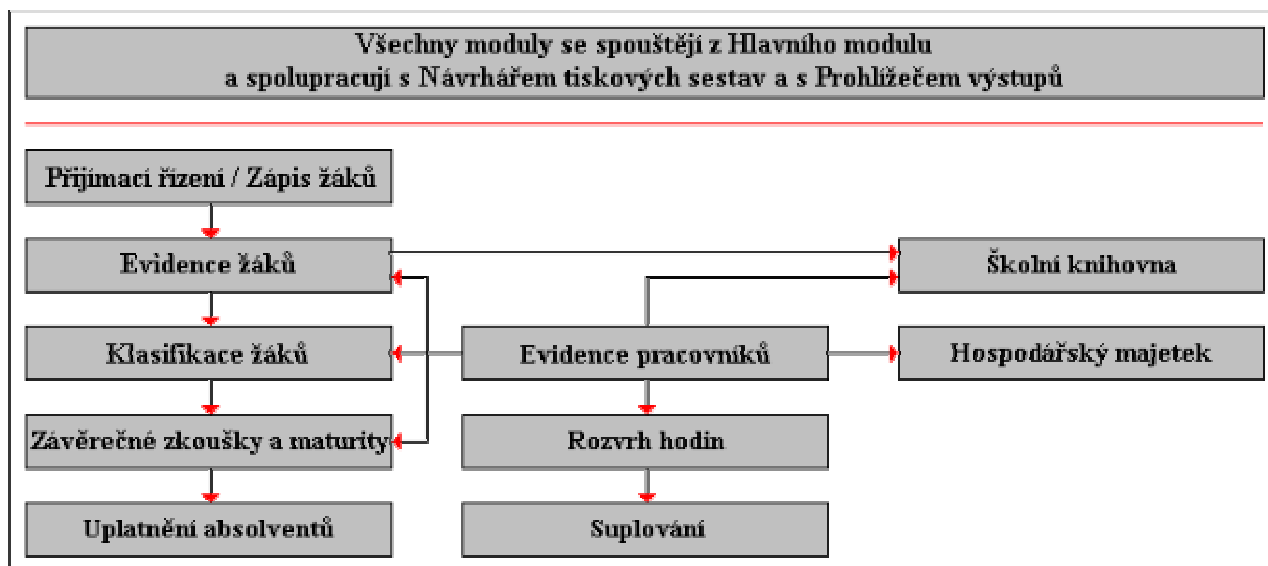 Všechny moduly se spouštějí z Hlavního modulu
a spolupracují s Návrhářem tiskových sestav a s Prohlížečem výstupů
Přijímací řízení / Zápis žáků
Evidence žáků
Školní knihovna
Klasifikace žáků
Evidence pracovníků
Hospodářský majetek
Závěrečné zkoušky a maturity
Rozvrh hodin
Uplatnění absolventů
Suplování